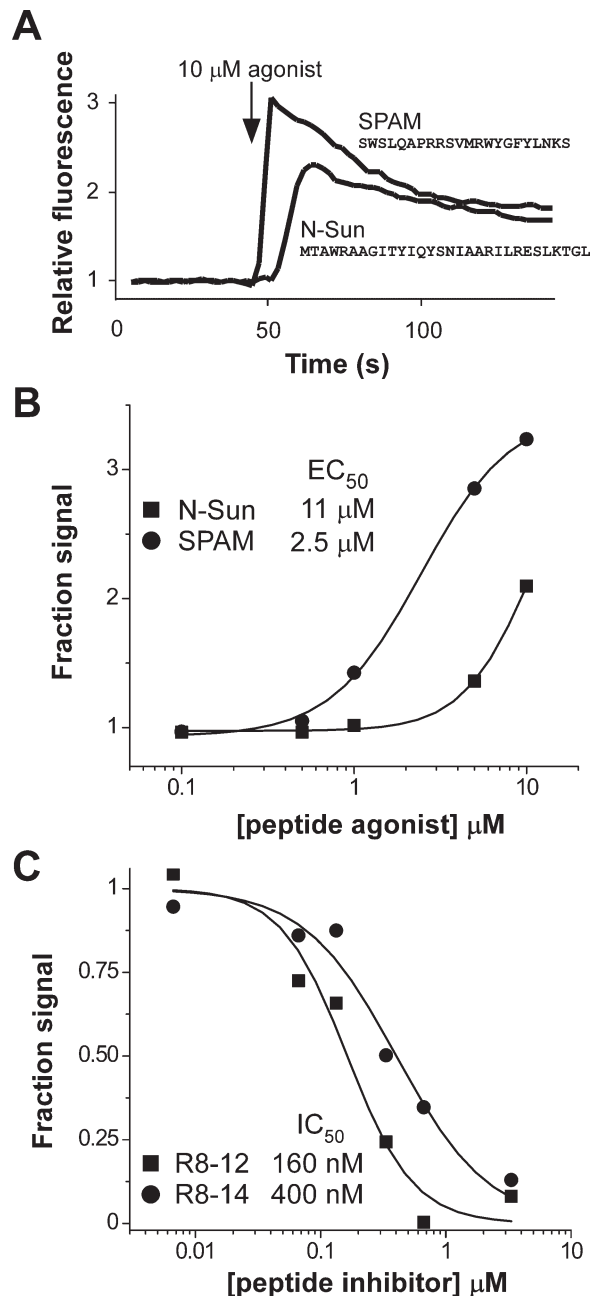 A
10 μM agonist
Relative fluorescence
3
2
1
SPAM
SWSLQAPRRSVMRWYGFYLNKS
N-Sun
MTAWRAAGITYIQYSNIAARILRESLKTGL
0
50
100
Time (s)
B
Fraction signal
3
2
1
EC50
N-Sun 11 μM
SPAM 2.5 μM
0.1
1
10
[peptide agonist] μM
C
Fraction signal
1
0.75
0.50
0.25
0
IC50
R8-12 160 nM
R8-14 400 nM
0.01
0.1
1
10
[peptide inhibitor] μM